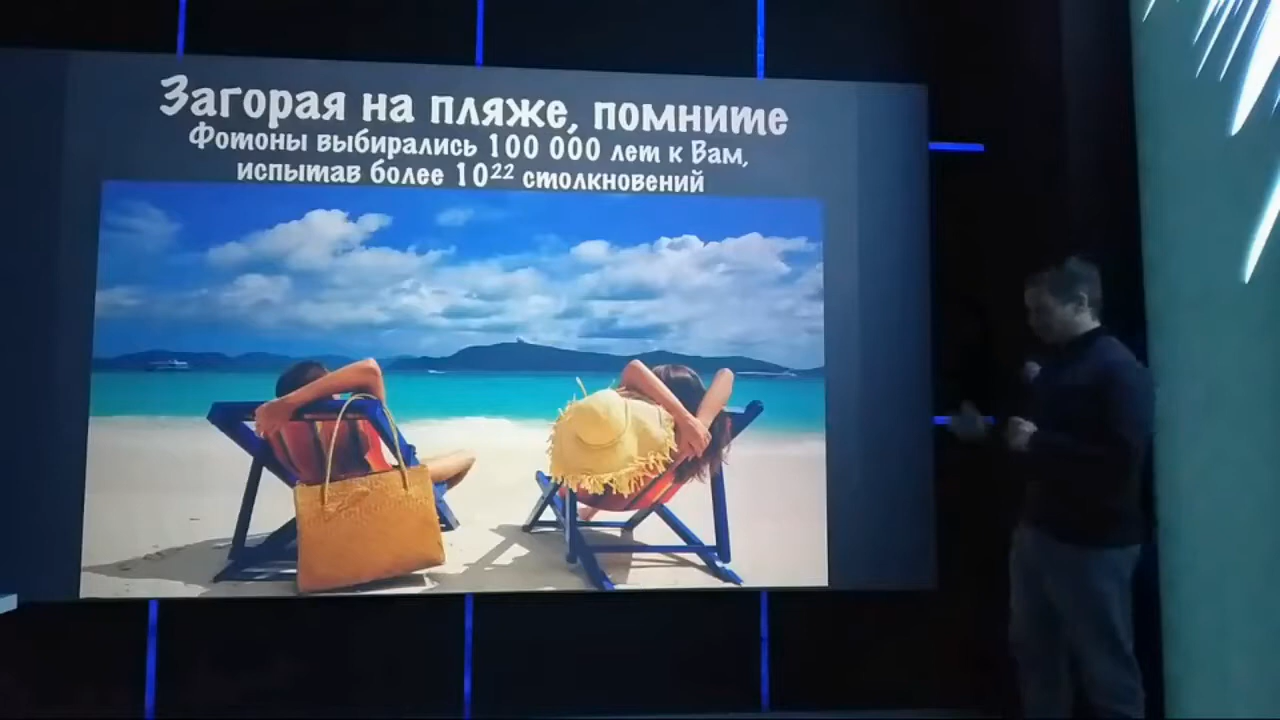 Загорая на пляже, помните
Фотоны выбирались 100 000 лет к Вам,
испытав более 10²² столкновений